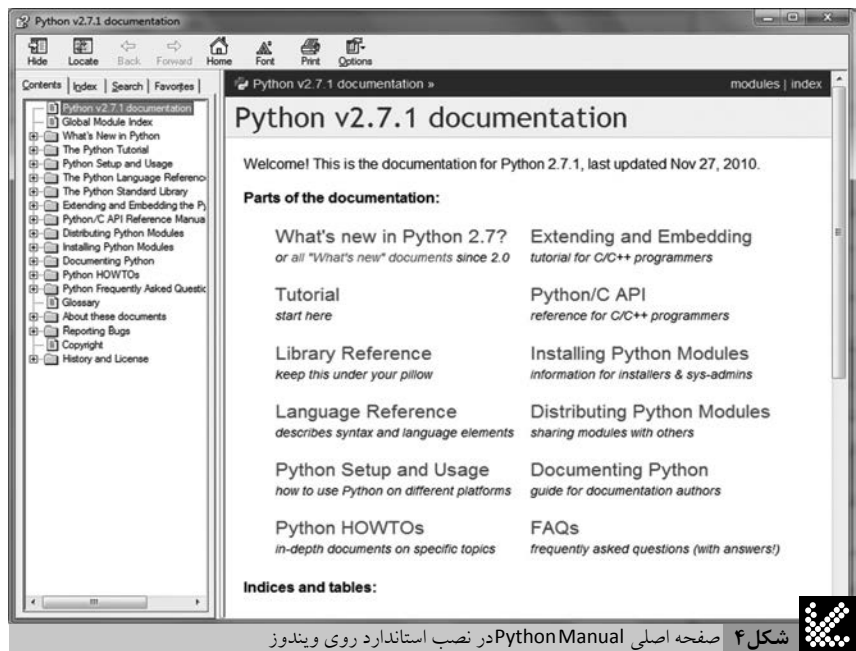 Python v2.7.1 documentation
Hide Locate Back Forward Home Font Print Options
Contents Index Search Favorites
Python v2.7.1 documentation
Global Module Index
What's New in Python
The Python Tutorial
Python Setup and Usage
The Python Language Referenc
The Python Standard Library
Extending and Embedding the Py
Python/C API Reference Manua
Distributing Python Modules
Installing Python Modules
Documenting Python
Python HOWTOs
Python Frequently Asked Questic
Glossary
About these documents
Reporting Bugs
Copyright
History and License
Python v2.7.1 documentation » modules | index
Python v2.7.1 documentation
Welcome! This is the documentation for Python 2.7.1, last updated Nov 27, 2010.
Parts of the documentation:
What's new in Python 2.7?
or all "What's new" documents since 2.0
Tutorial
start here
Library Reference
keep this under your pillow
Language Reference
describes syntax and language elements
Python Setup and Usage
how to use Python on different platforms
Python HOWTOs
in-depth documents on specific topics
Extending and Embedding
tutorial for C/C++ programmers
Python/C API
reference for C/C++ programmers
Installing Python Modules
information for installers & sys-admins
Distributing Python Modules
sharing modules with others
Documenting Python
guide for documentation authors
FAQs
frequently asked questions (with answers!)
Indices and tables:
شکل۴ صفحه اصلی Python Manual در نصب استاندارد روی ویندوز